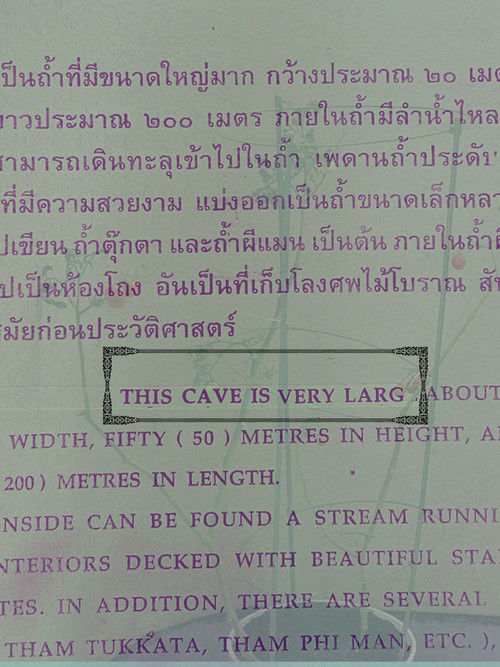 เป็นถ้ำที่มีขนาดใหญ่มาก กว้างประมาณ ๒๐ เมต
ยาวประมาณ ๒๐๐ เมตร ภายในถ้ำมีลำน้ำไหล
สามารถเดินทะลุเข้าไปในถ้ำ เพดานถ้ำประดับ
ที่มีความสวยงาม แบ่งออกเป็นถ้ำขนาดเล็กหลา
ปเขียน ถ้ำตุ๊กตา และถ้ำผีแมน เป็นต้น ภายในถ้ำผี
ปเป็นห้องโถง อันเป็นที่เก็บโลงศพไม้โบราณ สั
สมัยก่อนประวัติศาสตร์
THIS CAVE IS VERY LARG ABOUT
WIDTH, FIFTY ( 50 ) METRES IN HEIGHT, A
200 ) METRES IN LENGTH.
NSIDE CAN BE FOUND A STREAM RUNNI
NTERIORS DECKED WITH BEAUTIFUL STA
TES. IN ADDITION, THERE ARE SEVERAL
THAM TUKKATA, THAM PHI MAN, ETC. ),